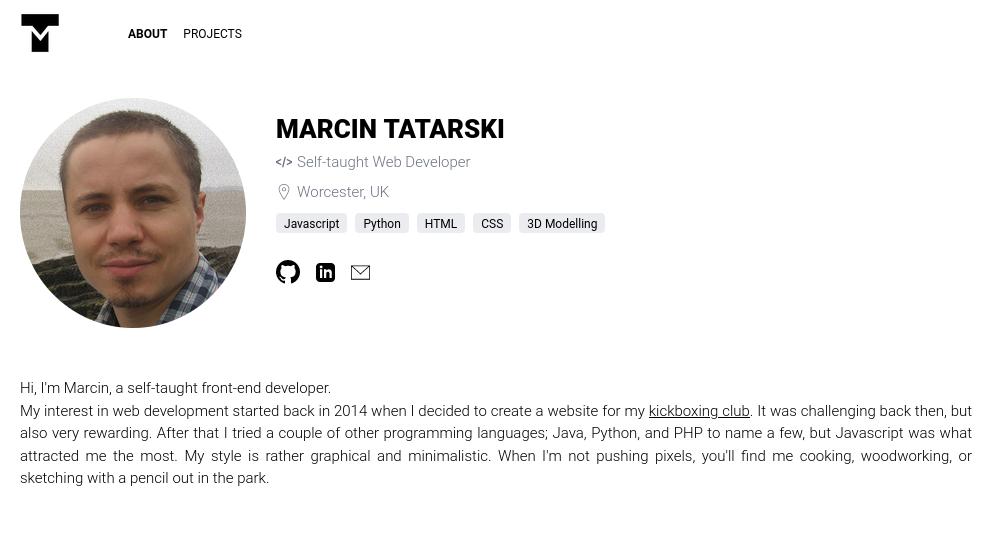 ABOUT PROJECTS
MARCIN TATARSKI
</> Self-taught Web Developer
Worcester, UK
Javascript Python HTML CSS 3D Modelling
in
Hi, I'm Marcin, a self-taught front-end developer.
My interest in web development started back in 2014 when I decided to create a website for my kickboxing club. It was challenging back then, but
also very rewarding. After that I tried a couple of other programming languages; Java, Python, and PHP to name a few, but Javascript was what
attracted me the most. My style is rather graphical and minimalistic. When I'm not pushing pixels, you'll find me cooking, woodworking, or
sketching with a pencil out in the park.